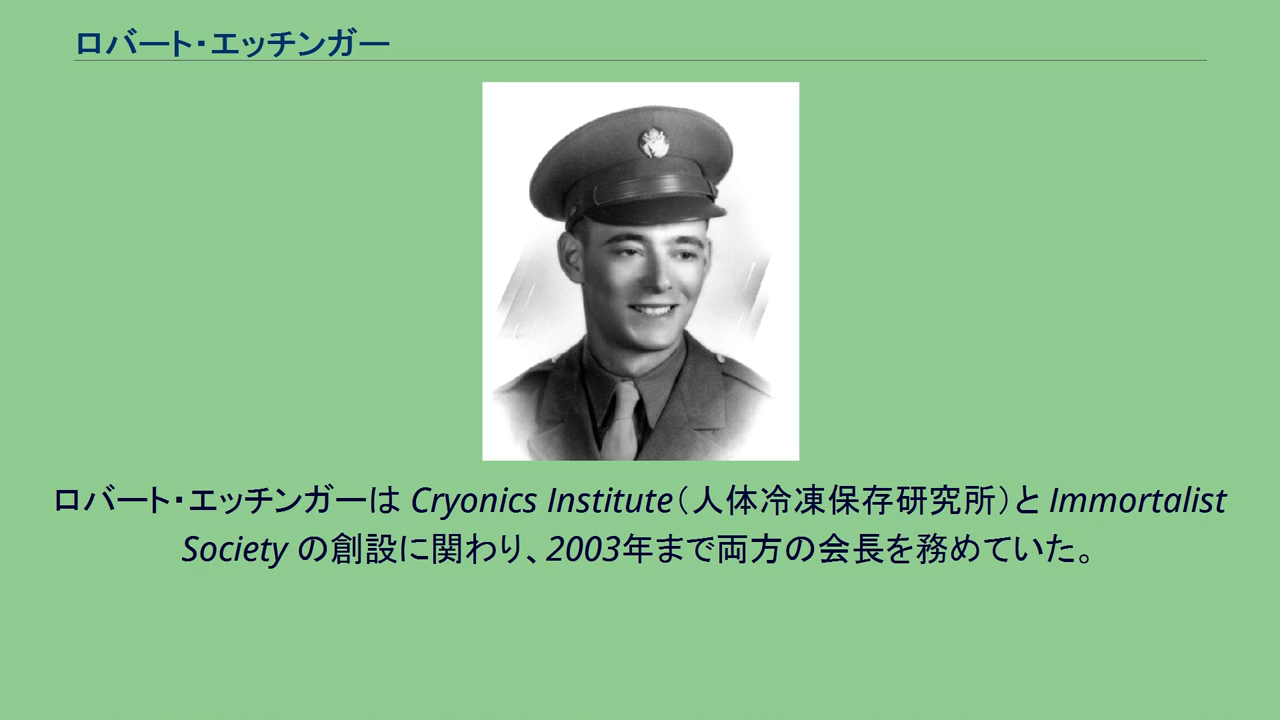 ロバート・エッチンガー
ロバート・エッチンガーは Cryonics Institute（人体冷凍保存研究所）と Immortalist
Society の創設に関わり、2003年まで両方の会長を務めていた。